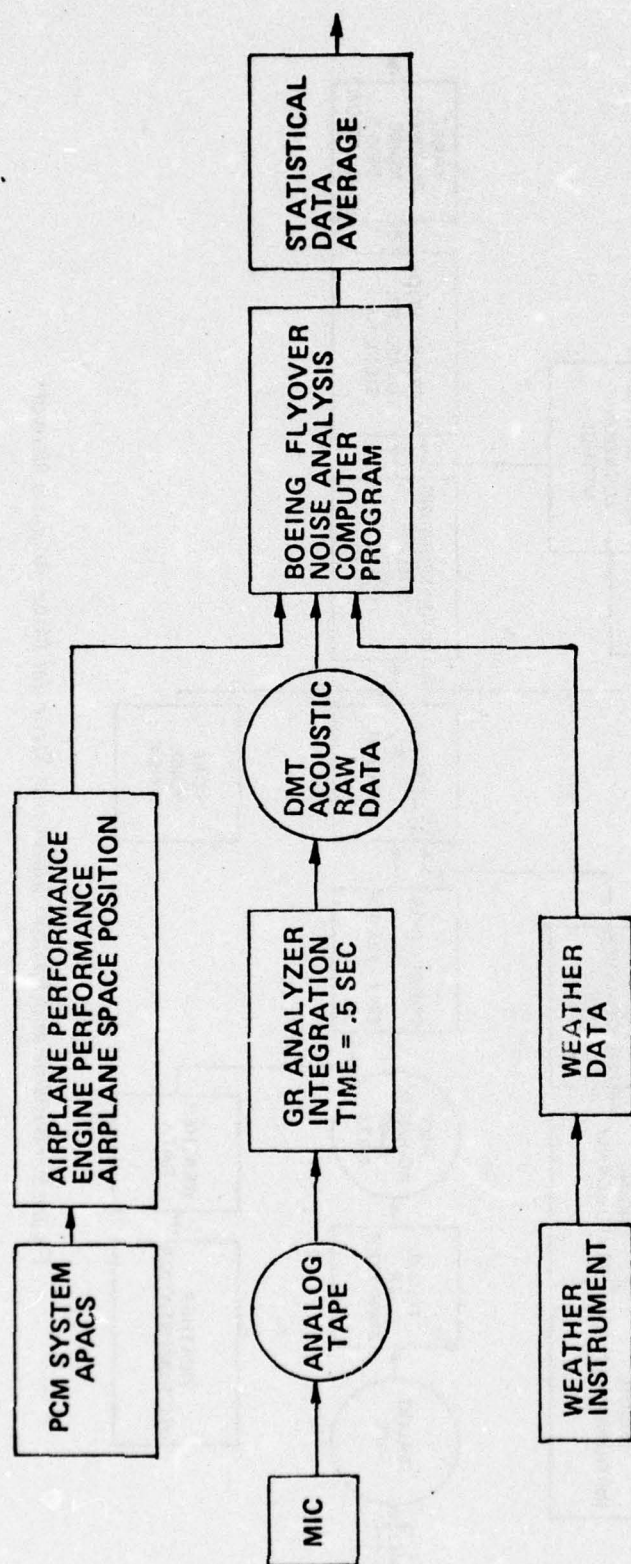 PCM SYSTEM
APACS
AIRPLANE PERFORMANCE
ENGINE PERFORMANCE
AIRPLANE SPACE POSITION
MIC
ANALOG
TAPE
GR ANALYZER
INTEGRATION
TIME = .5 SEC
DMT
ACOUSTIC
RAW
DATA
BOEING FLYOVER
NOISE ANALYSIS
COMPUTER
PROGRAM
STATISTICAL
DATA
AVERAGE
WEATHER
INSTRUMENT
WEATHER
DATA